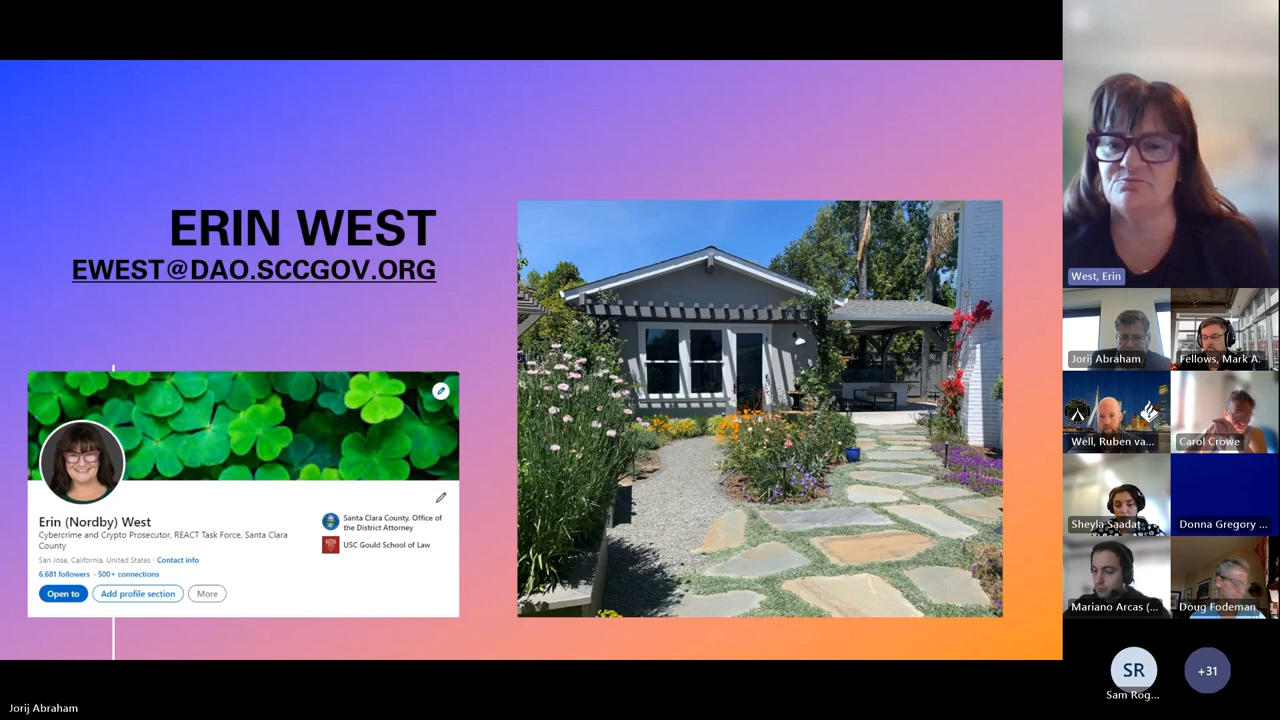 ERIN WEST
EWEST@DAO.SCCGOV.ORG
Erin (Nordby) West
Cybercrime and Crypto Prosecutor, REACT Task Force, Santa Clara
County
San Jose, California, United States · Contact info
6,681 followers · 500+ connections
Open to
Add profile section
More
Santa Clara County, Office of
the District Attorney
USC Gould School of Law
West, Erin
Jorij Abraham
Fellows, Mark A.
Well, Ruben va...
Carol Crowe
Sheyla Saadat
Donna Gregory ...
Mariano Arcas (...
Doug Fodeman
SR
Sam Rog...
+31
Jorij Abraham